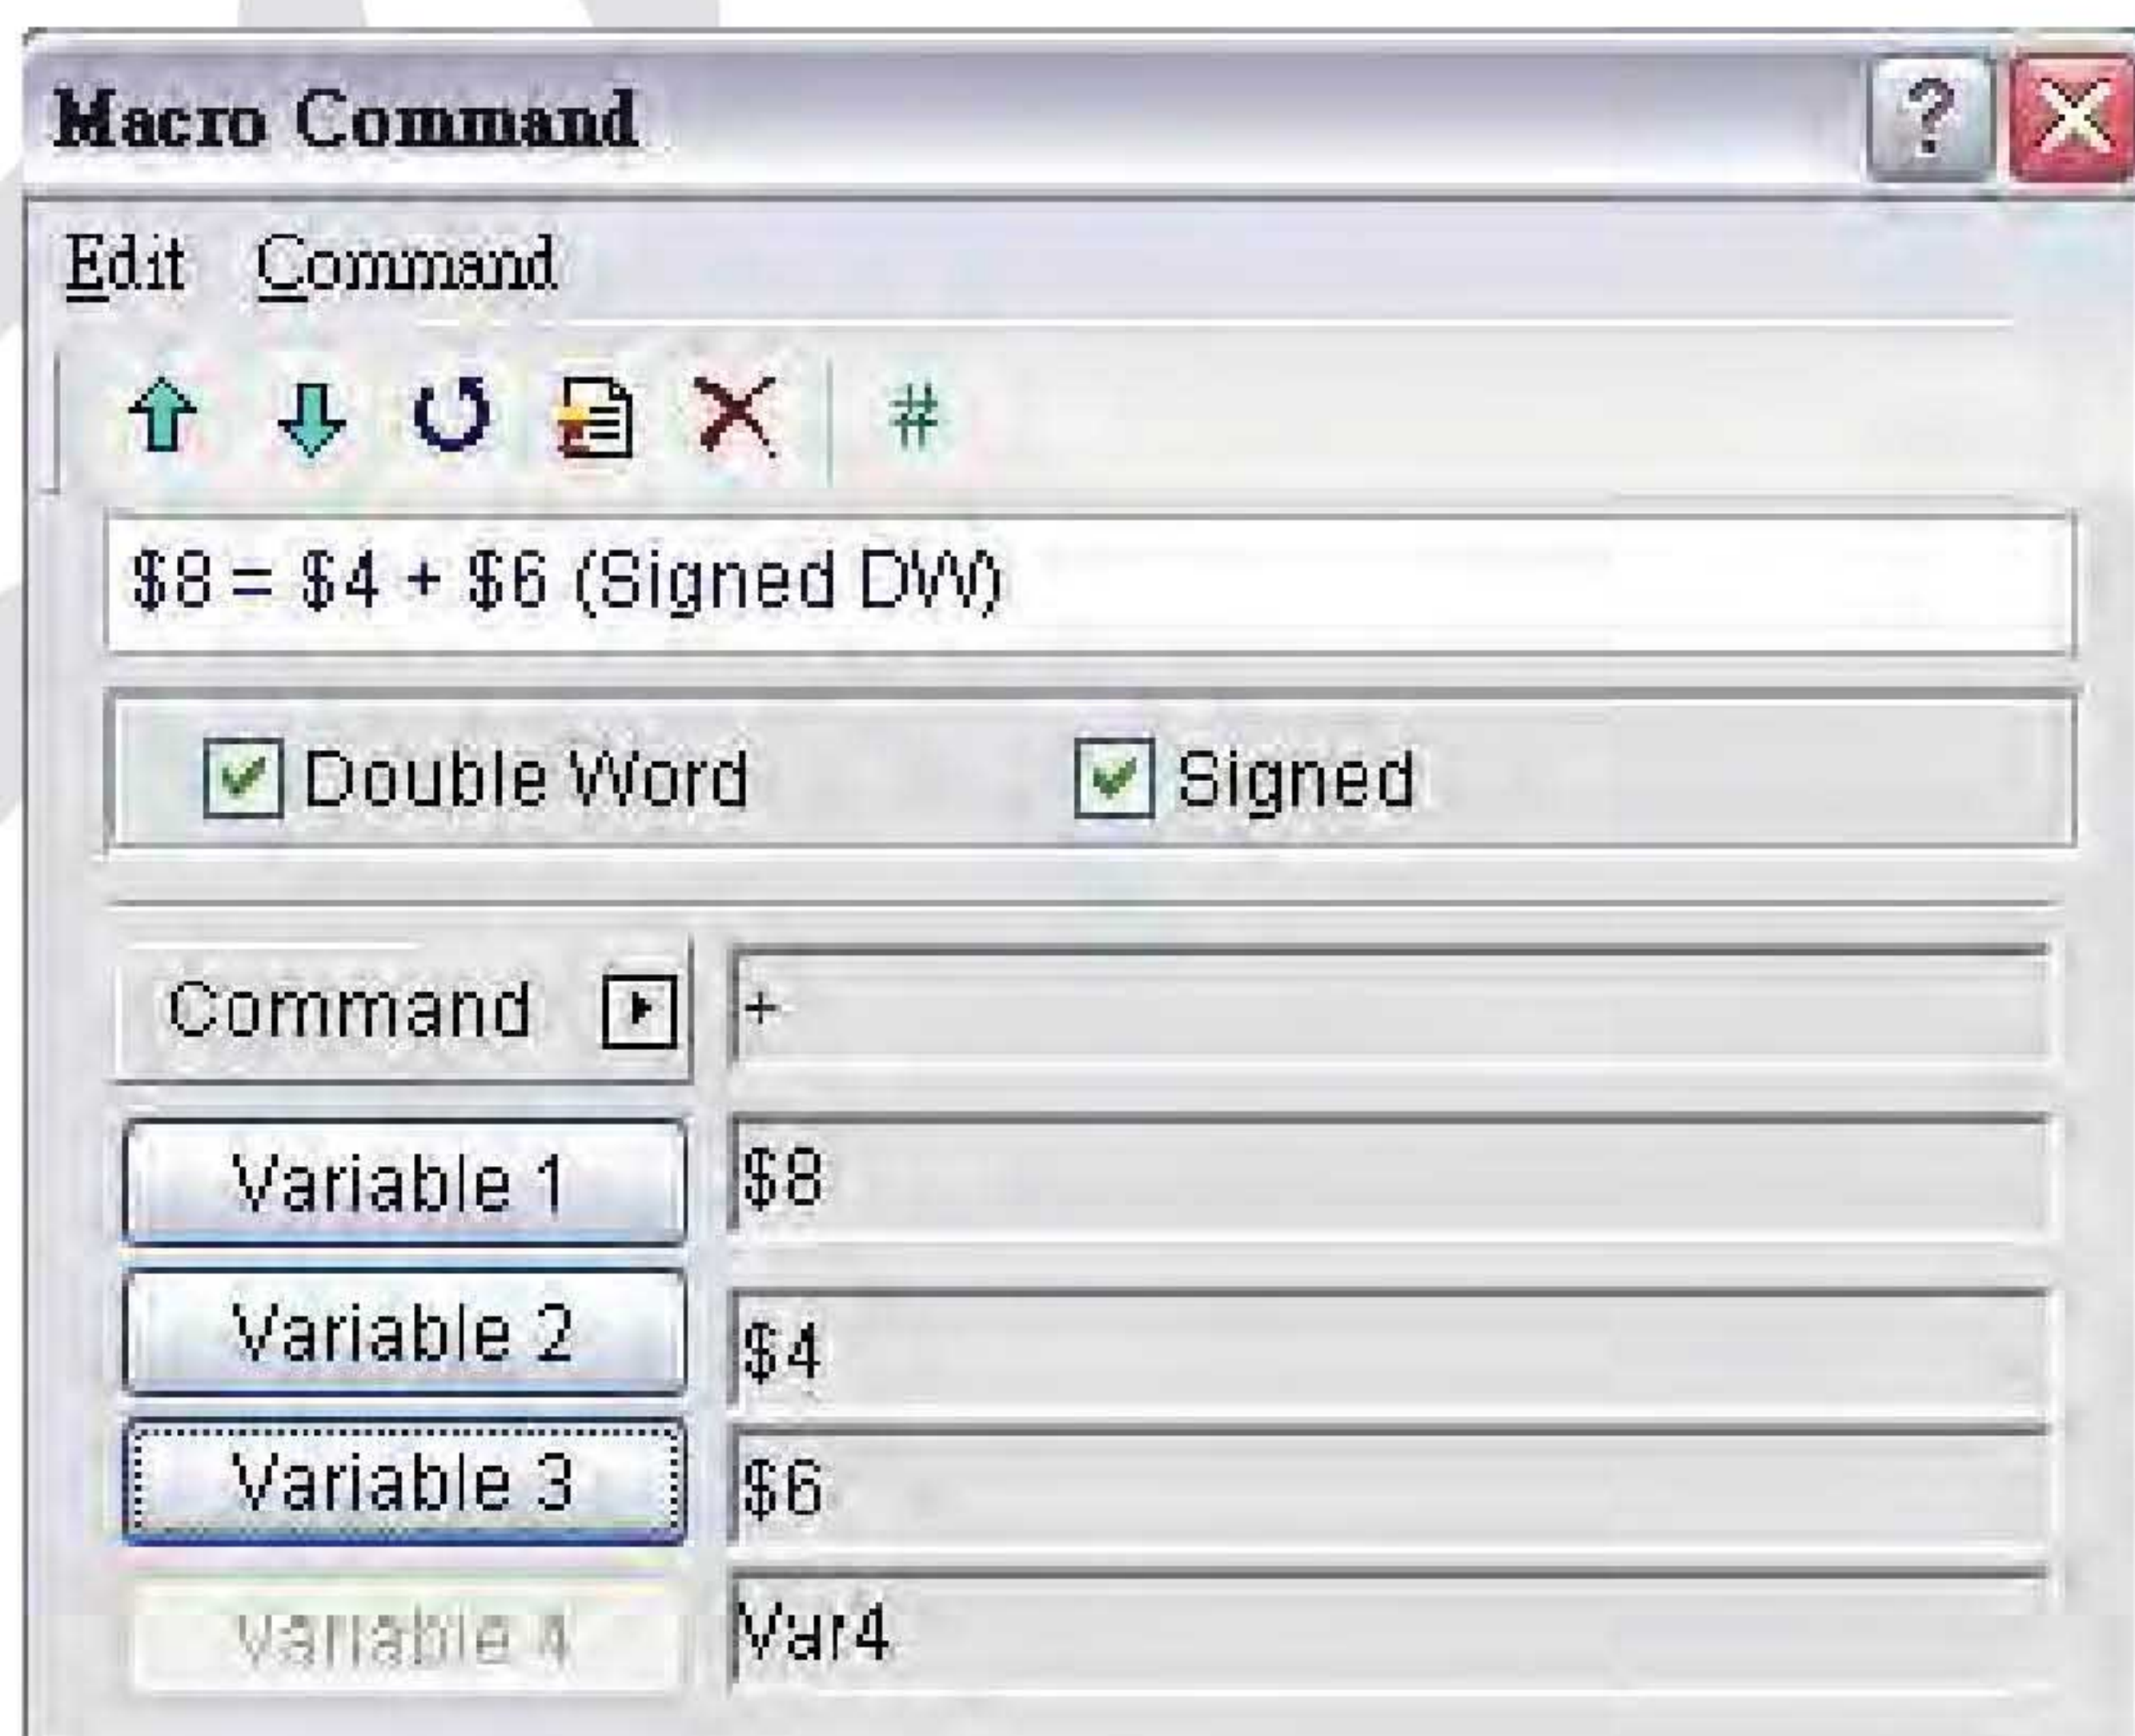 Macro Command ?
Edit Command
#
$8 = $4 + $6 (Signed DW)
Double Word Signed
Command +
Variable 1 $8
Variable 2 $4
Variable 3 $6
Variable 4 Var4